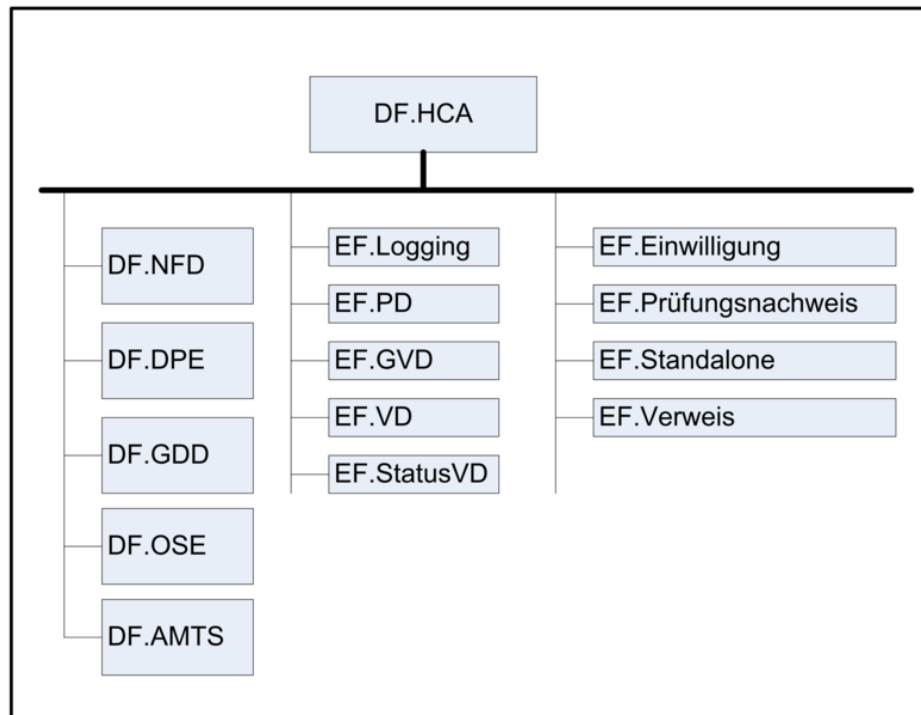 DF.HCA
DF.NFD
DF.DPE
DF.GDD
DF.OSE
DF.AMTS
EF.Logging
EF.PD
EF.GVD
EF.VD
EF.StatusVD
EF.Einwilligung
EF.Prüfungsnachweis
EF.Standalone
EF.Verweis